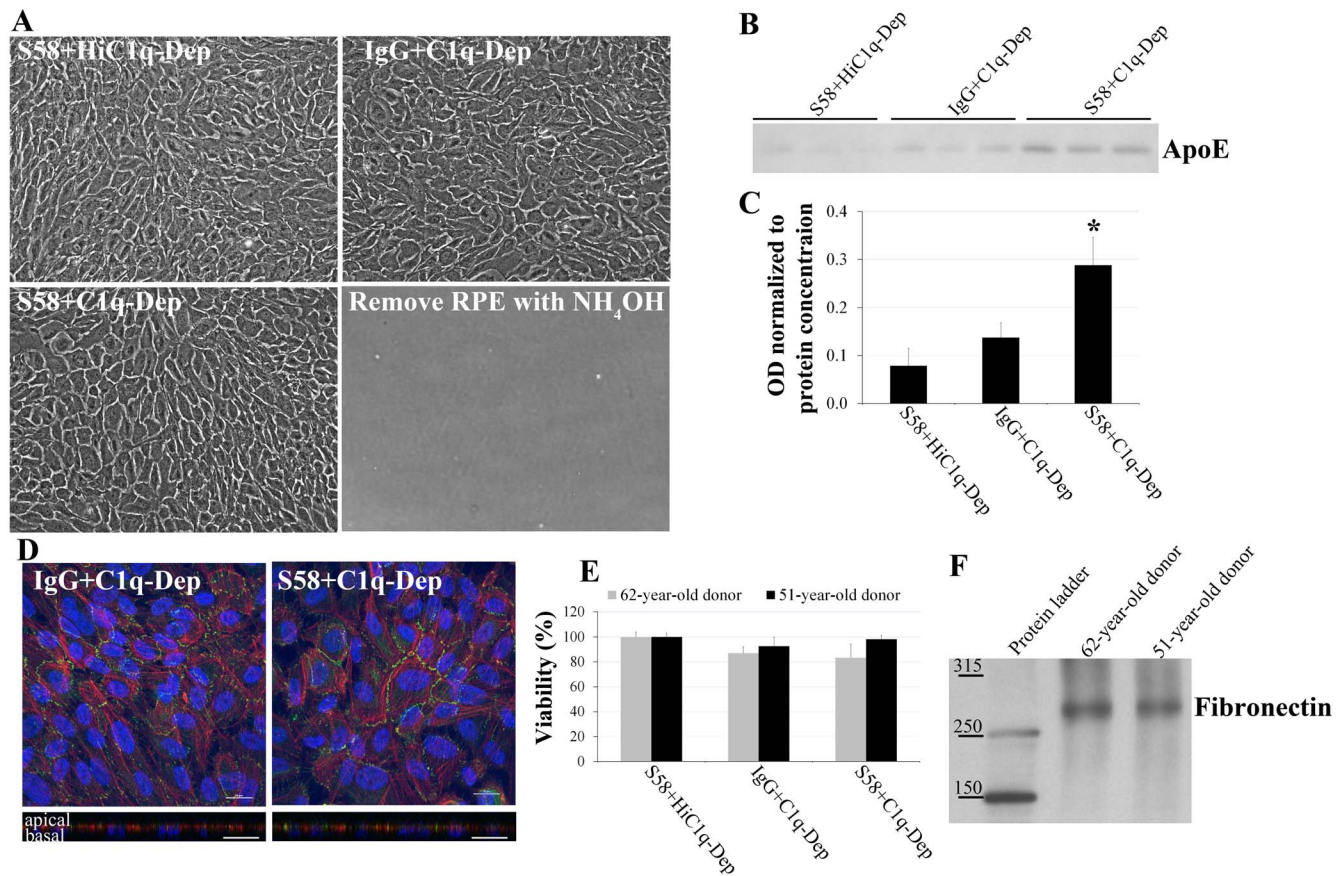 A
S58+HiC1q-Dep
IgG+C1q-Dep
S58+C1q-Dep
Remove RPE with NH4OH
B
S58+HiC1q-Dep
IgG+C1q-Dep
S58+C1q-Dep
ApoE
C
OD normalized to
protein concentraion
0.4
0.3
0.2
0.1
0.0
*
S58+HiC1q-Dep
IgG+C1q-Dep
S58+C1q-Dep
D
IgG+C1q-Dep
S58+C1q-Dep
apical
basal
E
62-year-old donor
51-year-old donor
Viability (%)
120
100
80
60
40
20
0
S58+HiC1q-Dep
IgG+C1q-Dep
S58+C1q-Dep
F
Protein ladder
62-year-old donor
51-year-old donor
315
250
150
Fibronectin